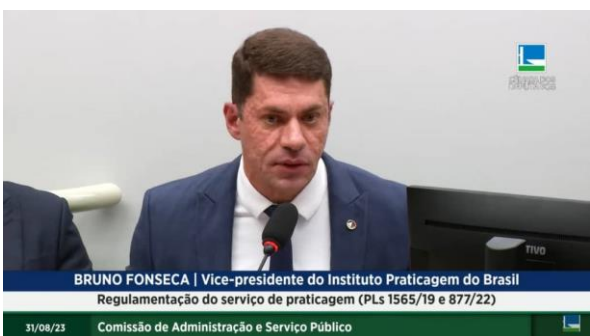 TIVO
BRUNO FONSECA | Vice-presidente do Instituto Praticagem do Brasil
Regulamentação do serviço de praticagem (PLs 1565/19 e 877/22)
31/08/23 Comissão de Administração e Serviço Público